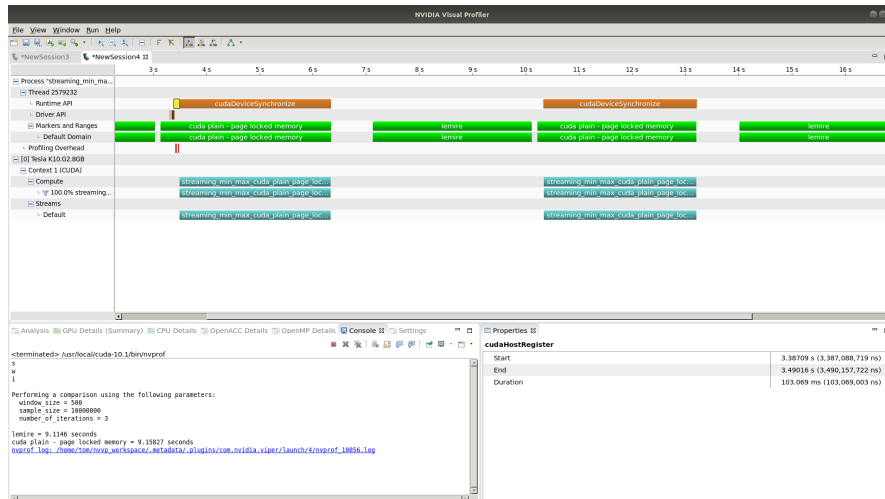 NVIDIA Visual Profiler
File View Window Run Help
*NewSession3 *NewSession4
3 s 4 s 5 s 6 s 7 s 8 s 9 s 10 s 11 s 12 s 13 s 14 s 15 s 16 s
Process "streaming_min_ma...
Thread 2579232
Runtime API cudaDeviceSynchronize cudaDeviceSynchronize
Driver API
Markers and Ranges cuda plain - page locked memory lemire cuda plain - page locked memory lemire
Default Domain cuda plain - page locked memory lemire cuda plain - page locked memory lemire
Profiling Overhead
[0] Tesla K10.G2.8GB
Context 1 (CUDA)
Compute streaming_min_max_cuda_plain_page_loc... streaming_min_max_cuda_plain_page_loc...
100.0% streaming... streaming_min_max_cuda_plain_page_loc... streaming_min_max_cuda_plain_page_loc...
Streams
Default streaming_min_max_cuda_plain_page_loc... streaming_min_max_cuda_plain_page_loc...
Analysis GPU Details (Summary) CPU Details OpenACC Details OpenMP Details Console Settings
Properties
<terminated> /usr/local/cuda-10.1/bin/nvprof
s
w
i
Performing a comparison using the following parameters:
window_size = 500
sample_size = 10000000
number_of_iterations = 3
lemire = 9.1146 seconds
cuda plain - page locked memory = 9.15827 seconds
nvprof log: /home/tom/nvvp_workspace/.metadata/.plugins/com.nvidia.viper/launch/4/nvprof_10856.log
cudaHostRegister
Start 3.38709 s (3,387,088,719 ns)
End 3.49016 s (3,490,157,722 ns)
Duration 103.069 ms (103,069,003 ns)